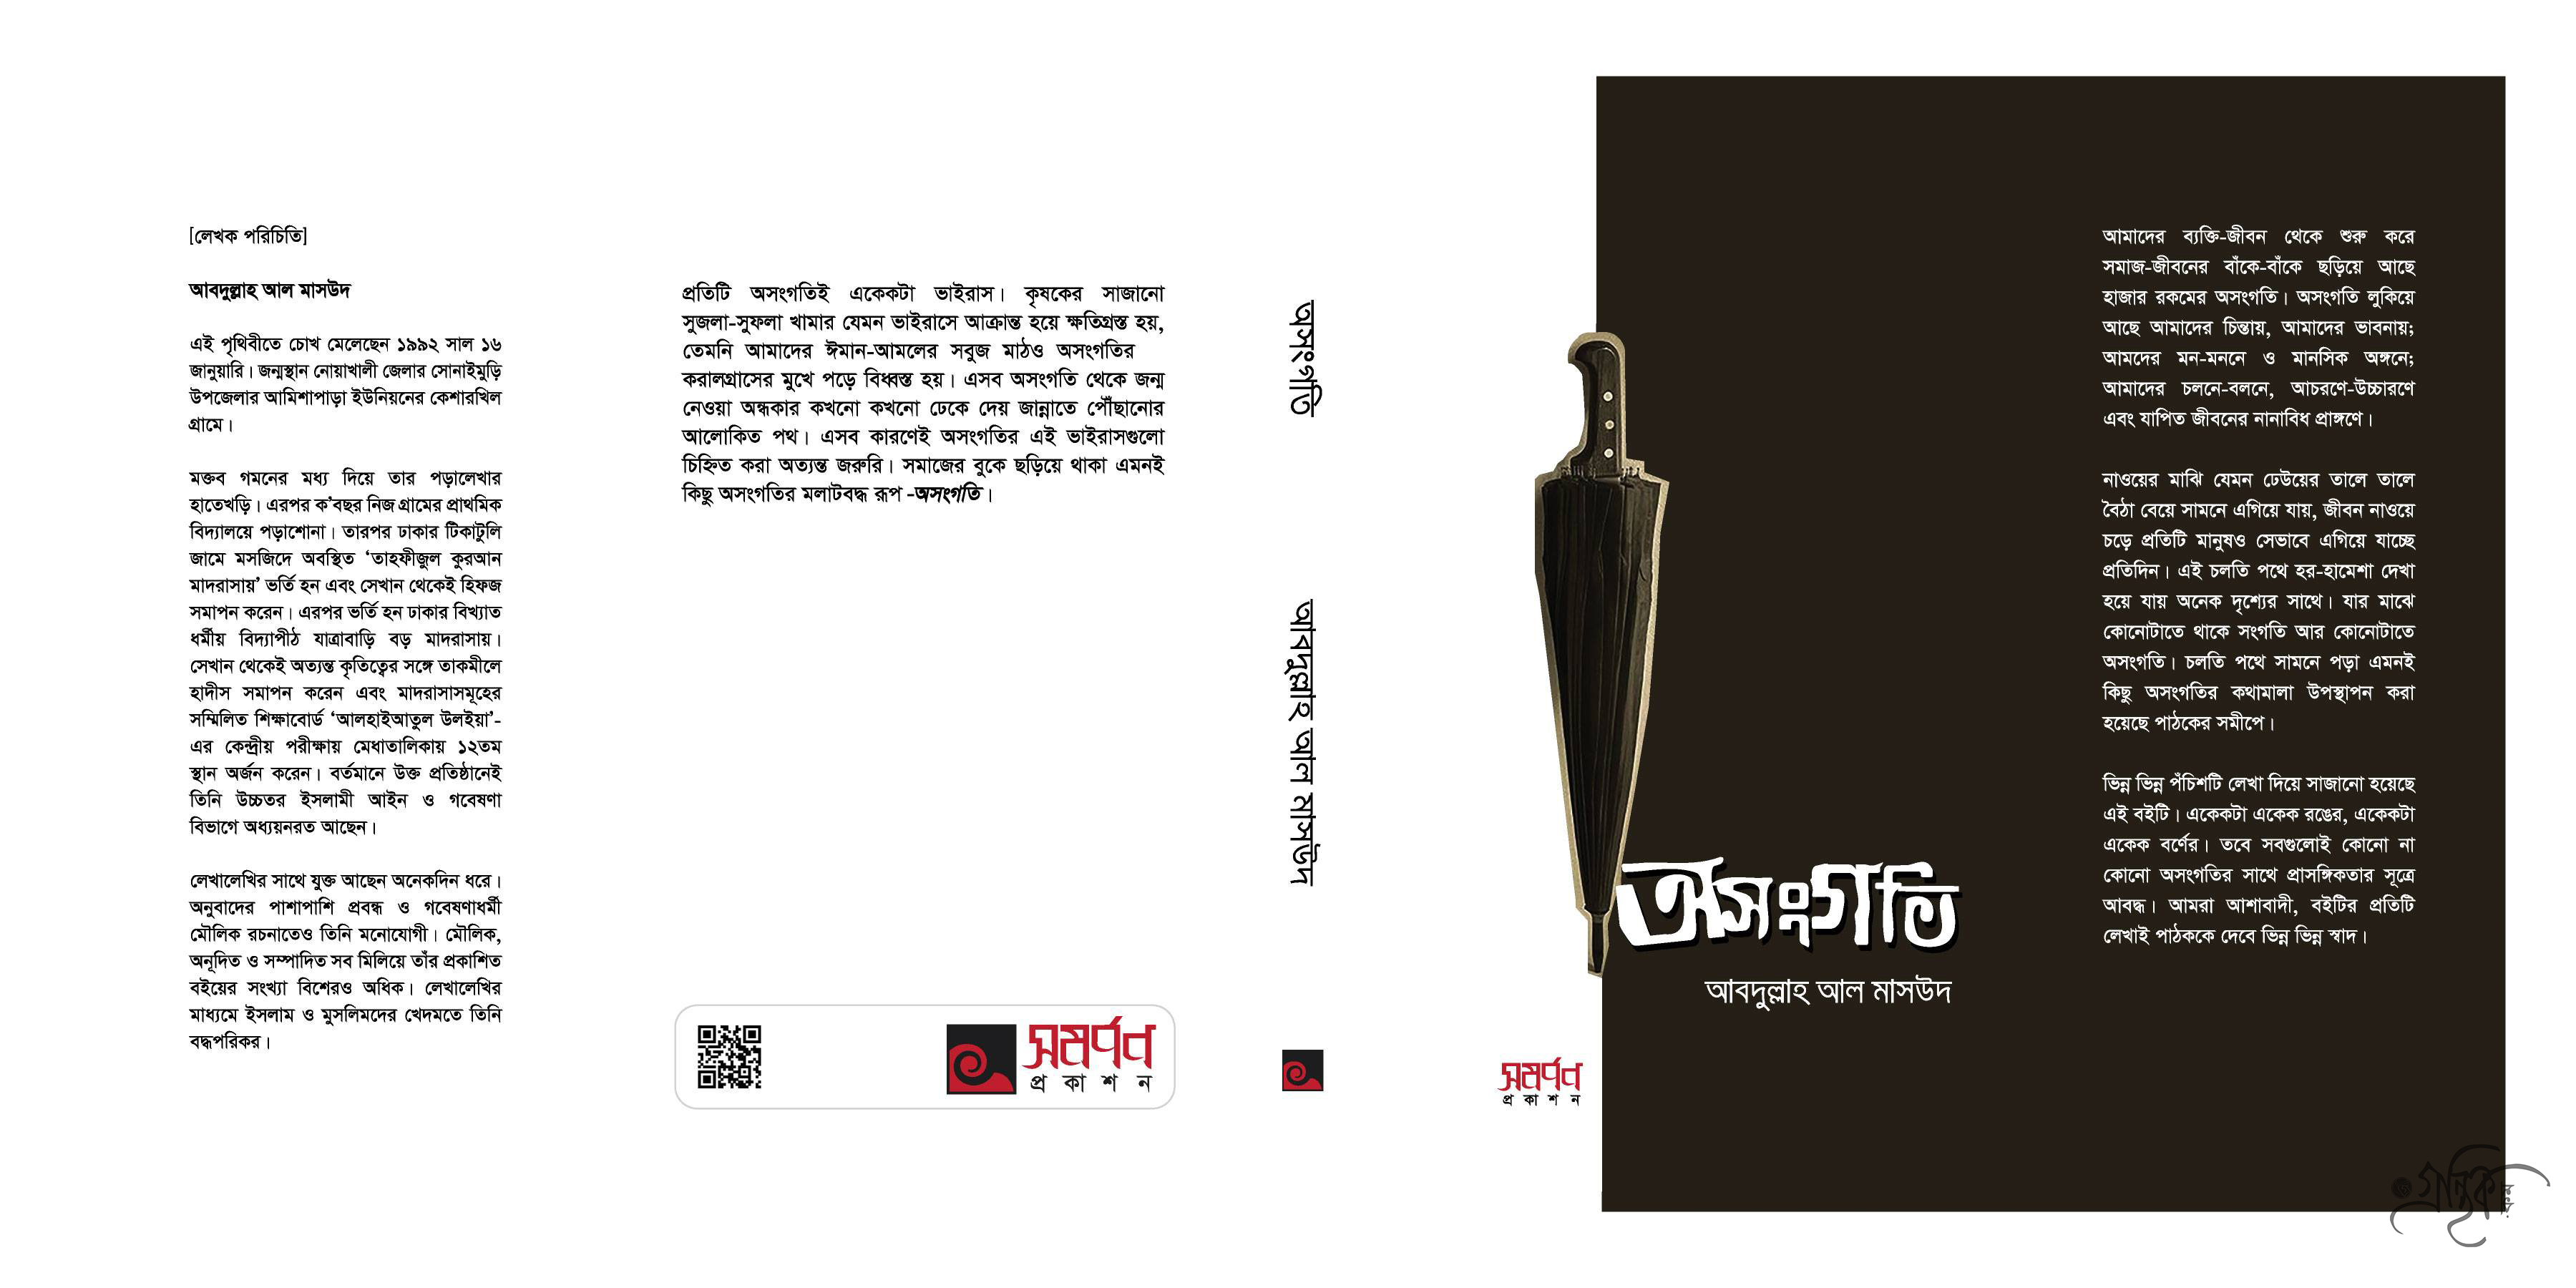 [লেখক পরিচিতি]
আবদুল্লাহ আল মাসউদ
এই পৃথিবীতে চোখ মেলেছেন ১৯৯২ সাল ১৬
জানুয়ারি। জন্মস্থান নোয়াখালী জেলার সোনাইমুড়ি
উপজেলার আমিশাপাড়া ইউনিয়নের কেশারখিল
গ্রামে।
মক্তব গমনের মধ্য দিয়ে তার পড়ালেখার
হাতেখড়ি। এরপর ক’বছর নিজ গ্রামের প্রাথমিক
বিদ্যালয়ে পড়াশোনা। তারপর ঢাকার টিকাটুলি
জামে মসজিদে অবস্থিত ‘তাহফীজুল কুরআন
মাদরাসায়’ ভর্তি হন এবং সেখান থেকেই হিফজ
সমাপন করেন। এরপর ভর্তি হন ঢাকার বিখ্যাত
ধর্মীয় বিদ্যাপীঠ যাত্রাবাড়ি বড় মাদরাসায়।
সেখান থেকেই অত্যন্ত কৃতিত্বের সঙ্গে তাকমীলে
হাদীস সমাপন করেন এবং মাদরাসাসমূহের
সম্মিলিত শিক্ষাবোর্ড ‘আলহাইআতুল উলইয়া’-
এর কেন্দ্রীয় পরীক্ষায় মেধাতালিকায় ১২তম
স্থান অর্জন করেন। বর্তমানে উক্ত প্রতিষ্ঠানেই
তিনি উচ্চতর ইসলামী আইন ও গবেষণা
বিভাগে অধ্যয়নরত আছেন।
লেখালেখির সাথে যুক্ত আছেন অনেকদিন ধরে।
অনুবাদের পাশাপাশি প্রবন্ধ ও গবেষণাধর্মী
মৌলিক রচনাতেও তিনি মনোযোগী। মৌলিক,
অনূদিত ও সম্পাদিত সব মিলিয়ে তাঁর প্রকাশিত
বইয়ের সংখ্যা বিশেরও অধিক। লেখালেখির
মাধ্যমে ইসলাম ও মুসলিমদের খেদমতে তিনি
বদ্ধপরিকর।
প্রতিটি অসংগতিই একেকটা ভাইরাস। কৃষকের সাজানো
সুজলা-সুফলা খামার যেমন ভাইরাসে আক্রান্ত হয়ে ক্ষতিগ্রস্ত হয়,
তেমনি আমাদের ঈমান-আমলের সবুজ মাঠও অসংগতির
করালগ্রাসের মুখে পড়ে বিধ্বস্ত হয়। এসব অসংগতি থেকে জন্ম
নেওয়া অন্ধকার কখনো কখনো ঢেকে দেয় জান্নাতে পৌঁছানোর
আলোকিত পথ। এসব কারণেই অসংগতির এই ভাইরাসগুলো
চিহ্নিত করা অত্যন্ত জরুরি। সমাজের বুকে ছড়িয়ে থাকা এমনই
কিছু অসংগতির মলাটবদ্ধ রূপ -অসংগতি।
সমর্পণ
প্রকাশন
অসংগতি
আবদুল্লাহ আল মাসউদ
অসংগতি
আবদুল্লাহ আল মাসউদ
সমর্পণ
প্রকাশন
আমাদের ব্যক্তি-জীবন থেকে শুরু করে
সমাজ-জীবনের বাঁকে-বাঁকে ছড়িয়ে আছে
হাজার রকমের অসংগতি। অসংগতি লুকিয়ে
আছে আমাদের চিন্তায়, আমাদের ভাবনায়;
আমদের মন-মননে ও মানসিক অঙ্গনে;
আমাদের চলনে-বলনে, আচরণে-উচ্চারণে
এবং যাপিত জীবনের নানাবিধ প্রাঙ্গণে।
নাওয়ের মাঝি যেমন ঢেউয়ের তালে তালে
বৈঠা বেয়ে সামনে এগিয়ে যায়, জীবন নাওয়ে
চড়ে প্রতিটি মানুষও সেভাবে এগিয়ে যাচ্ছে
প্রতিদিন। এই চলতি পথে হর-হামেশা দেখা
হয়ে যায় অনেক দৃশ্যের সাথে। যার মাঝে
কোনোটাতে থাকে সংগতি আর কোনোটাতে
অসংগতি। চলতি পথে সামনে পড়া এমনই
কিছু অসংগতির কথামালা উপস্থাপন করা
হয়েছে পাঠকের সমীপে।
ভিন্ন ভিন্ন পঁচিশটি লেখা দিয়ে সাজানো হয়েছে
এই বইটি। একেকটা একেক রঙের, একেকটা
একেক বর্ণের। তবে সবগুলোই কোনো না
কোনো অসংগতির সাথে প্রাসঙ্গিকতার সূত্রে
আবদ্ধ। আমরা আশাবাদী, বইটির প্রতিটি
লেখাই পাঠককে দেবে ভিন্ন ভিন্ন স্বাদ।